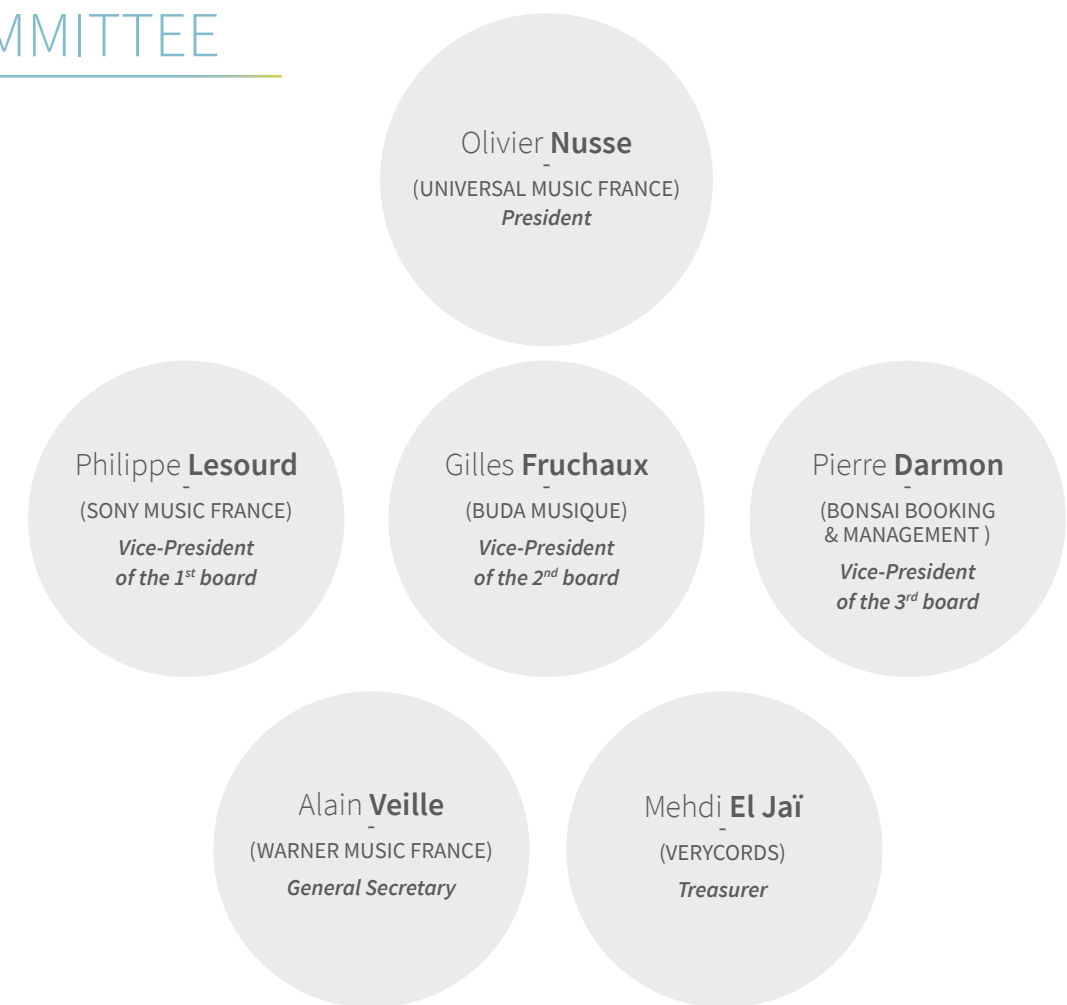 MMITTEE
Olivier Nusse
-
(UNIVERSAL MUSIC FRANCE)
President
Philippe Lesourd
-
(SONY MUSIC FRANCE)
Vice-President
of the 1st board
Gilles Fruchaux
-
(BUDA MUSIQUE)
Vice-President
of the 2nd board
Pierre Darmon
-
(BONSAI BOOKING
& MANAGEMENT )
Vice-President
of the 3rd board
Alain Veille
-
(WARNER MUSIC FRANCE)
General Secretary
Mehdi El Jaï
-
(VERYCORDS)
Treasurer